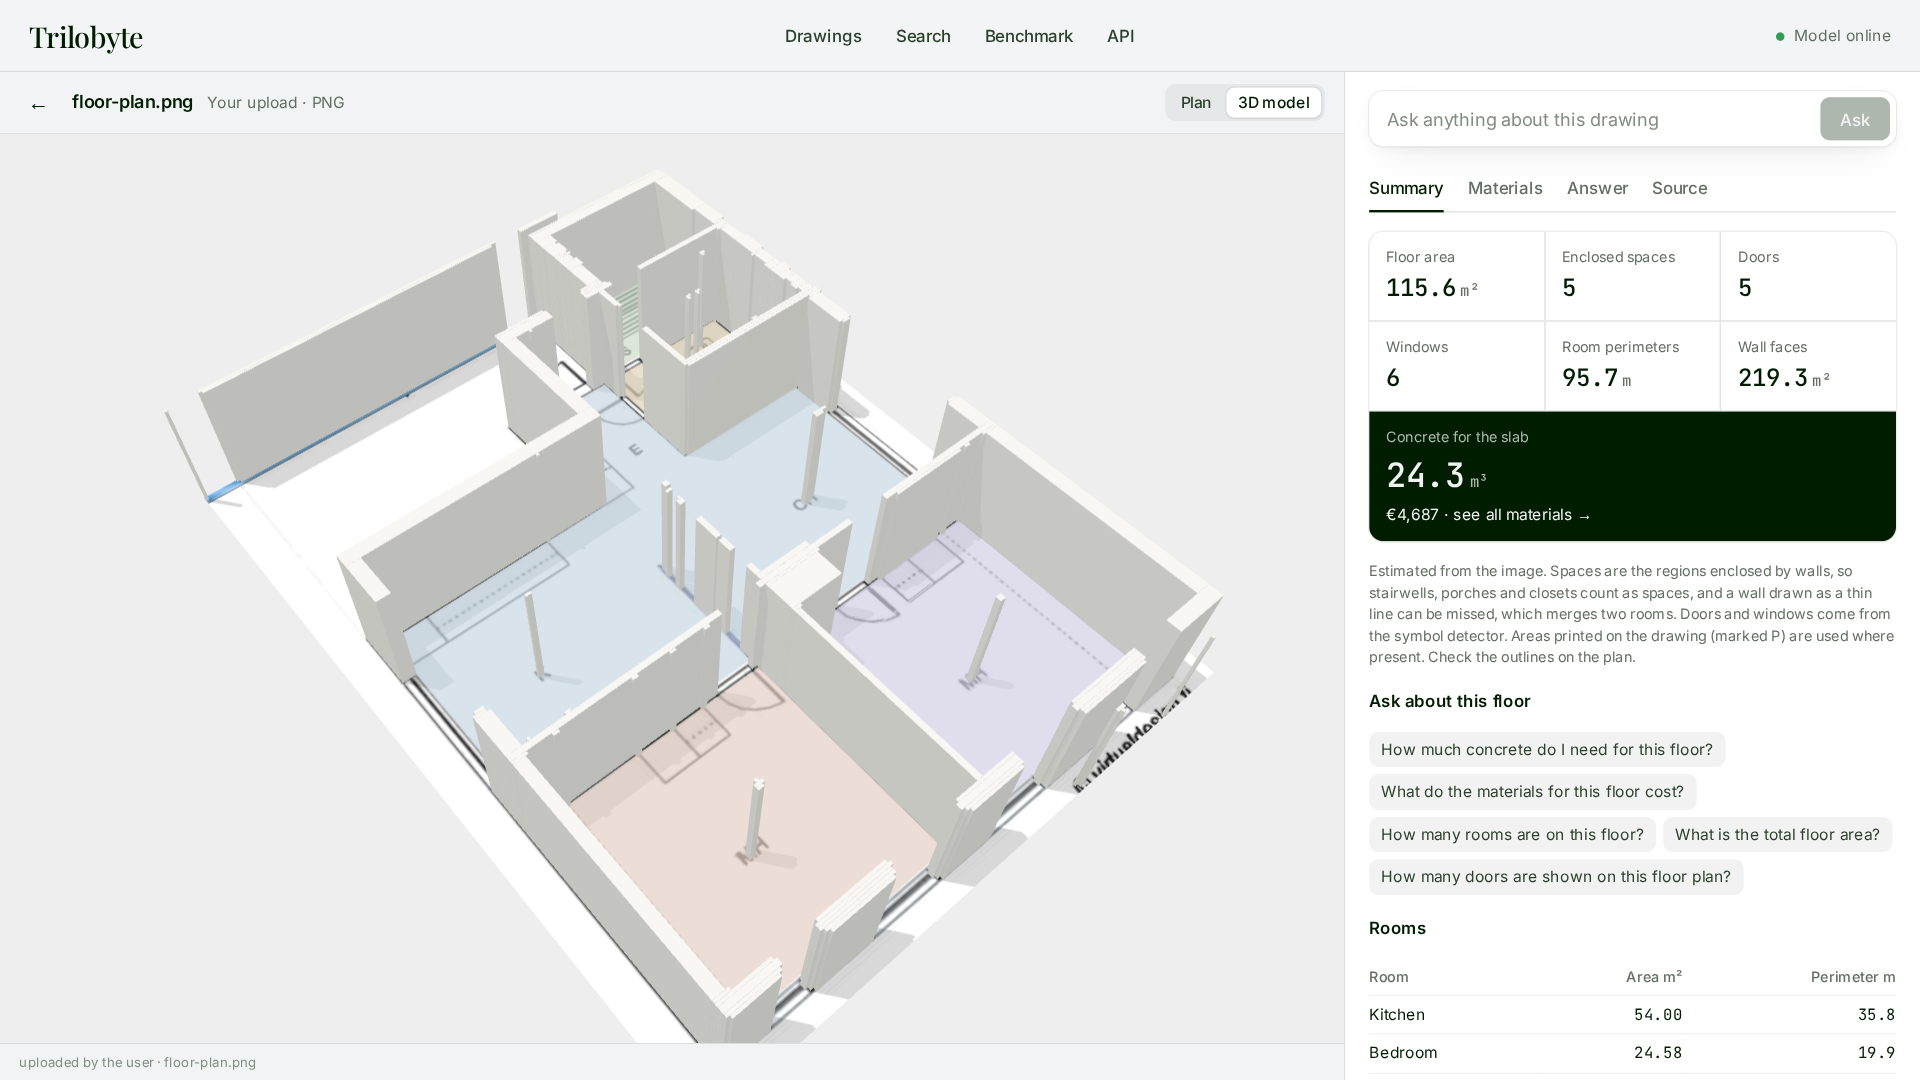 Trilobyte
Drawings Search Benchmark API
Model online
← floor-plan.png Your upload · PNG
Plan 3D model
Ask anything about this drawing Ask
Summary Materials Answer Source
Floor area Enclosed spaces Doors
115.6 m² 5 5
Windows Room perimeters Wall faces
6 95.7 m 219.3 m²
Concrete for the slab
24.3 m³
€4,687 · see all materials →
Estimated from the image. Spaces are the regions enclosed by walls, so
stairwells, porches and closets count as spaces, and a wall drawn as a thin
line can be missed, which merges two rooms. Doors and windows come from
the symbol detector. Areas printed on the drawing (marked P) are used where
present. Check the outlines on the plan.
Ask about this floor
How much concrete do I need for this floor?
What do the materials for this floor cost?
How many rooms are on this floor? What is the total floor area?
How many doors are shown on this floor plan?
Rooms
Room Area m² Perimeter m
Kitchen 54.00 35.8
Bedroom 24.58 19.9
uploaded by the user · floor-plan.png